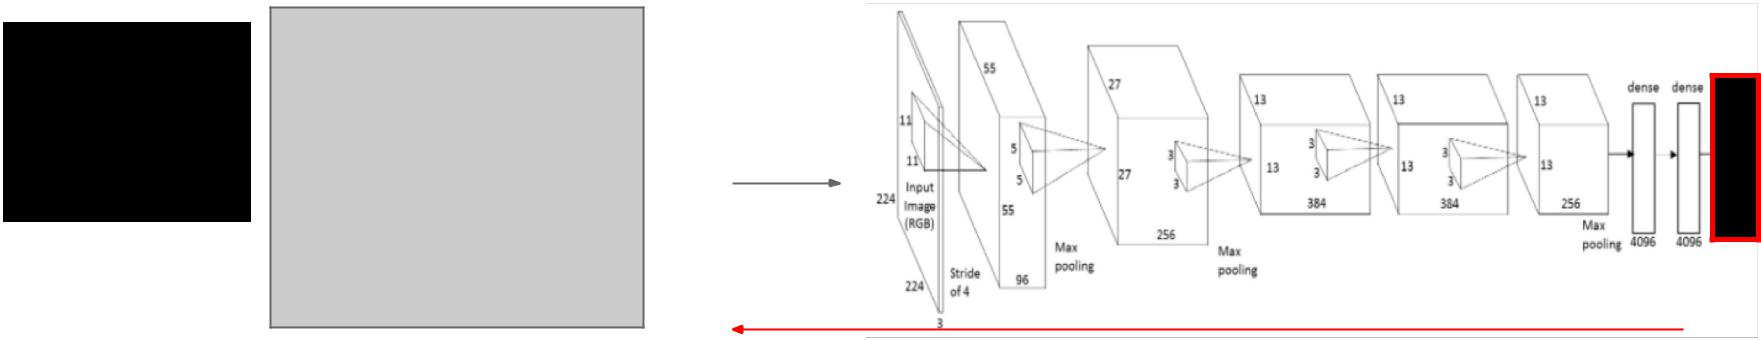 55
27
13
13
13
dense
dense
11
11
5
5
3
3
3
3
3
3
13
13
13
27
224
Input
Image
(RGB)
55
384
384
256
256
Max
pooling
Max
pooling
Max
pooling
4096
4096
224
Stride
of 4
96
3